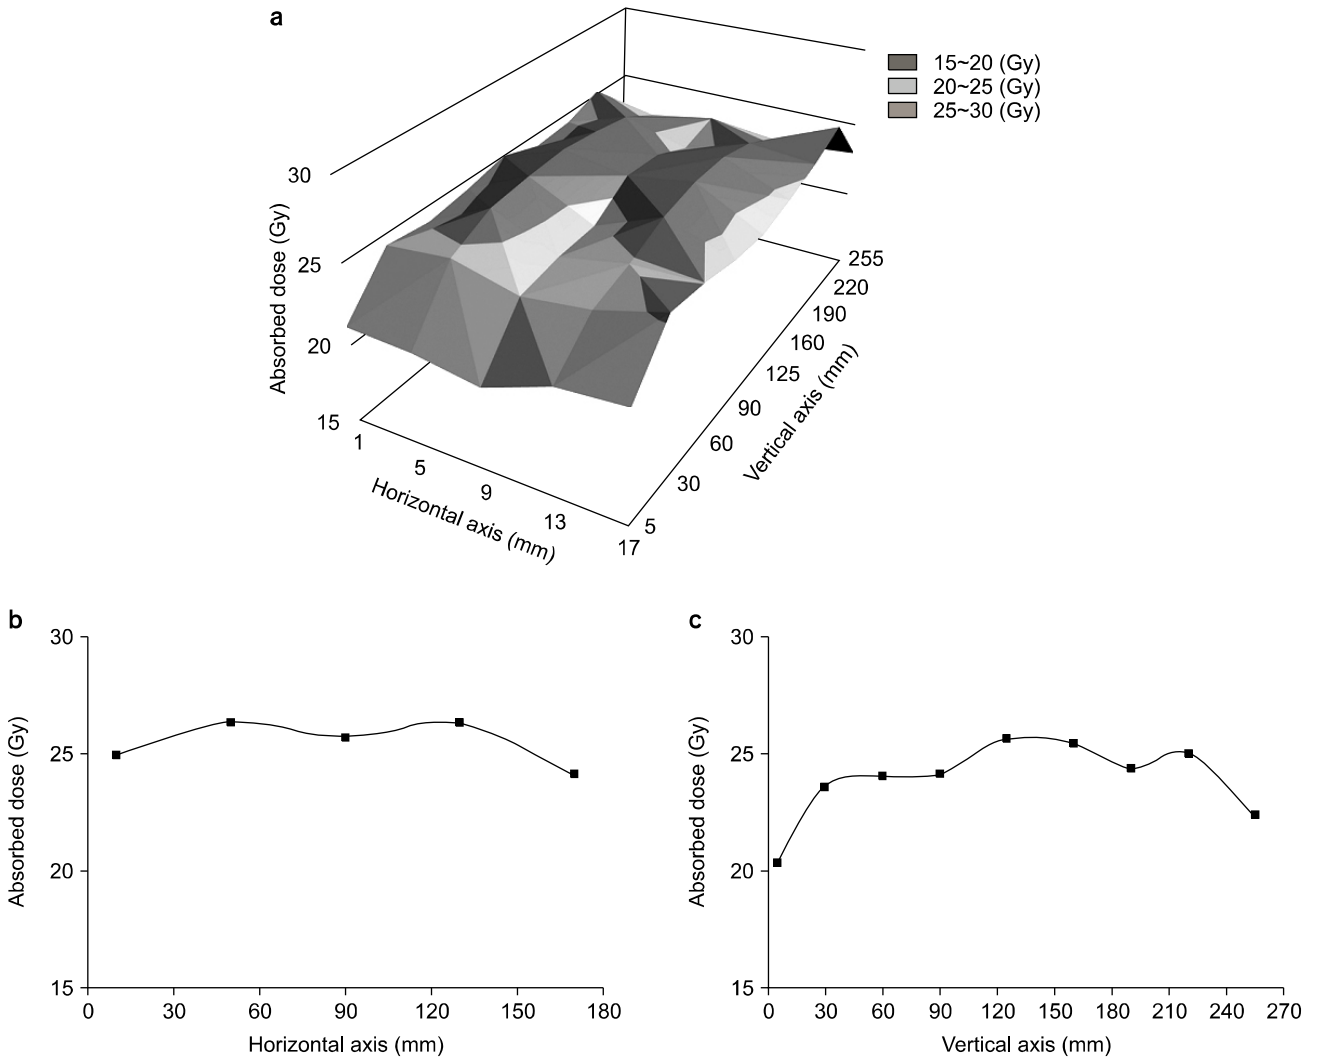 a
15~20 (Gy)
20~25 (Gy)
25~30 (Gy)
30
25
20
15
Absorbed dose (Gy)
1
5
9
13
17
Horizontal axis (mm)
5
30
60
90
125
160
190
220
255
Vertical axis (mm)
b
30
25
20
15
Absorbed dose (Gy)
0 30 60 90 120 150 180
Horizontal axis (mm)
c
30
25
20
15
Absorbed dose (Gy)
0 30 60 90 120 150 180 210 240 270
Vertical axis (mm)